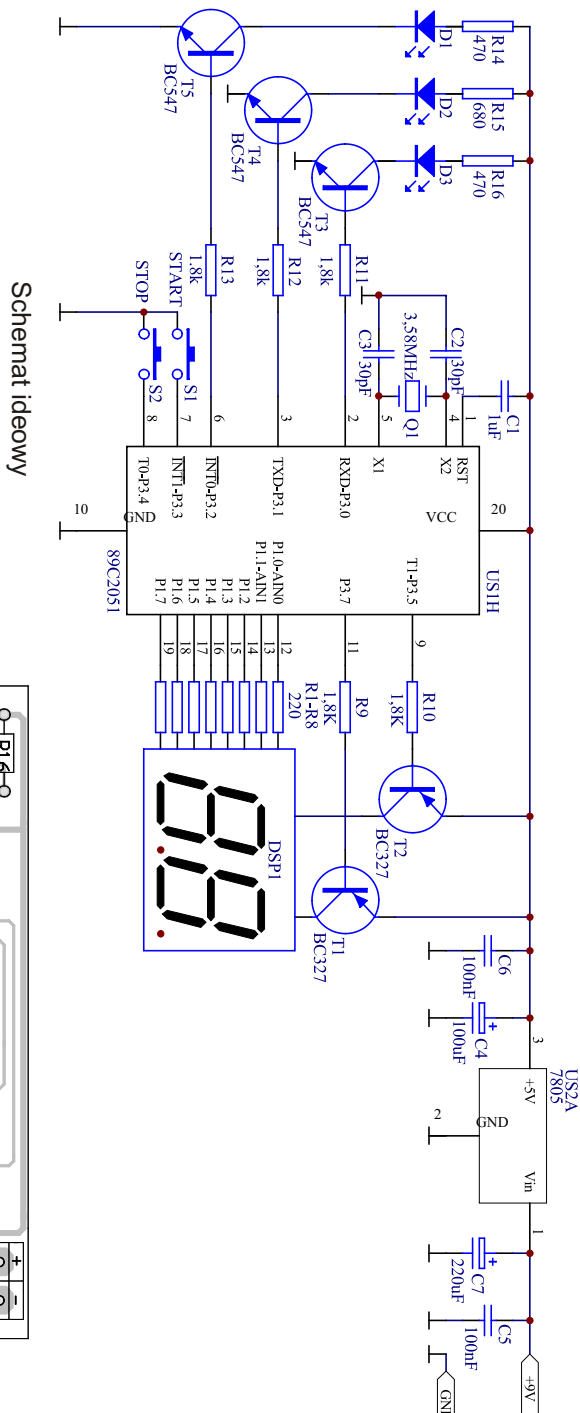 Schemat ideowy
T5
BC547
T4
BC547
T3
BC547
D1
D2
D3
R14
470
R15
680
R16
470
R13
1.8k
R12
1,8k
R11
1,8k
START
STOP
S1
S2
C3
30pF
3,58MHz
Q1
C2
30pF
C1
1uF
8
7
6
3
2
5
4
1
T0-P3.4
INT1-P3.3
INT0-P3.2
TXD-P3.1
RXD-P3.0
X1
X2
RST
10
GND
VCC
20
89C2051
US1H
P1.7
P1.6
P1.5
P1.4
P1.3
P1.2
P1.1-AIN1
P1.0-AIN0
P3.7
T1-P3.5
19
18
17
16
15
14
13
12
11
9
R1-R8
220
R9
1,8K
R10
1,8K
DSP1
T2
BC327
T1
BC327
C6
100nF
C4
100uF
+
3
US2A
7805
+5V
GND
Vin
2
1
C7
220uF
+
C5
100nF
+9V
R16
+
-